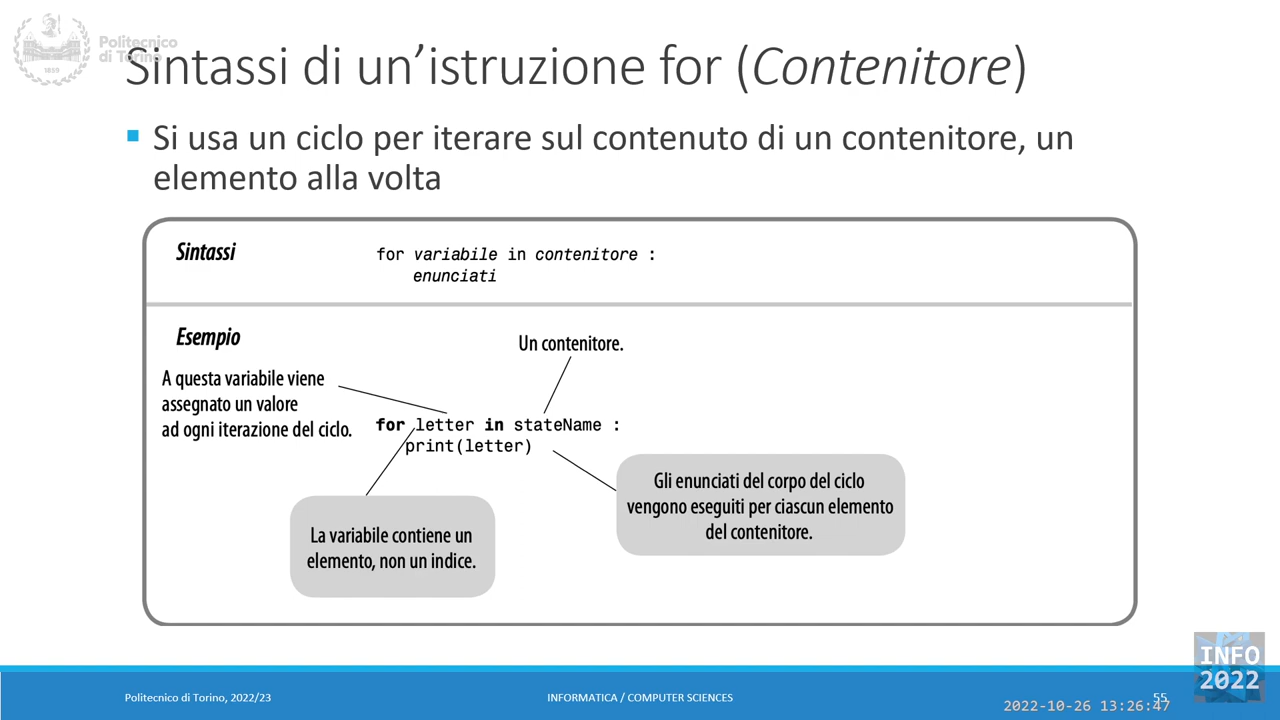 Politecnico
di Torino
1859
Sintassi di un’istruzione for (Contenitore)
Si usa un ciclo per iterare sul contenuto di un contenitore, un
elemento alla volta
Sintassi
for variabile in contenitore :
enunciati
Esempio
Un contenitore.
A questa variabile viene
assegnato un valore
ad ogni iterazione del ciclo.
for letter in stateName :
print(letter)
Gli enunciati del corpo del ciclo
vengono eseguiti per ciascun elemento
del contenitore.
La variabile contiene un
elemento, non un indice.
INFO
2022
Politecnico di Torino, 2022/23
INFORMATICA / COMPUTER SCIENCES
55
2022-10-26 13:26:47